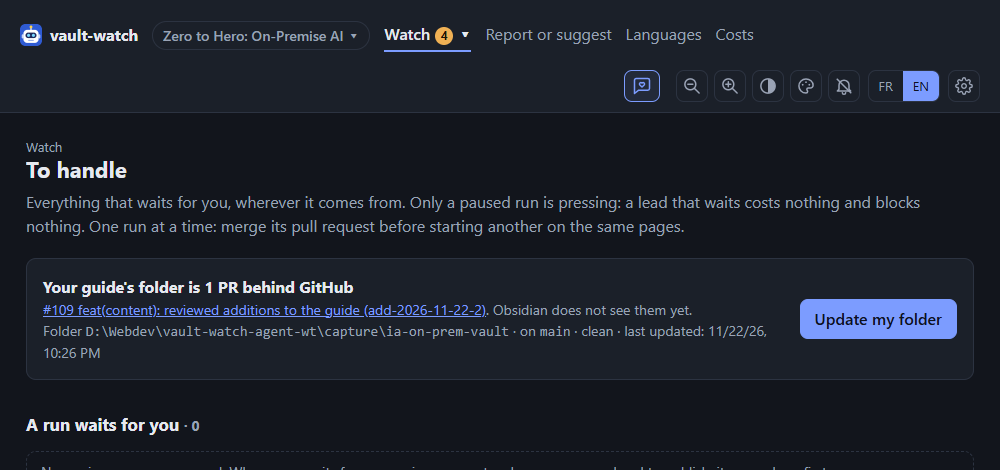 vault-watch
Zero to Hero: On-Premise AI
Watch 4
Report or suggest
Languages
Costs
FR
EN
Watch
To handle
Everything that waits for you, wherever it comes from. Only a paused run is pressing: a lead that waits costs nothing and blocks
nothing. One run at a time: merge its pull request before starting another on the same pages.
Your guide's folder is 1 PR behind GitHub
#109 feat(content): reviewed additions to the guide (add-2026-11-22-2). Obsidian does not see them yet.
Folder D:\Webdev\vault-watch-agent-wt\capture\ia-on-prem-vault · on main · clean · last updated: 11/22/26,
10:26 PM
Update my folder
A run waits for you · 0